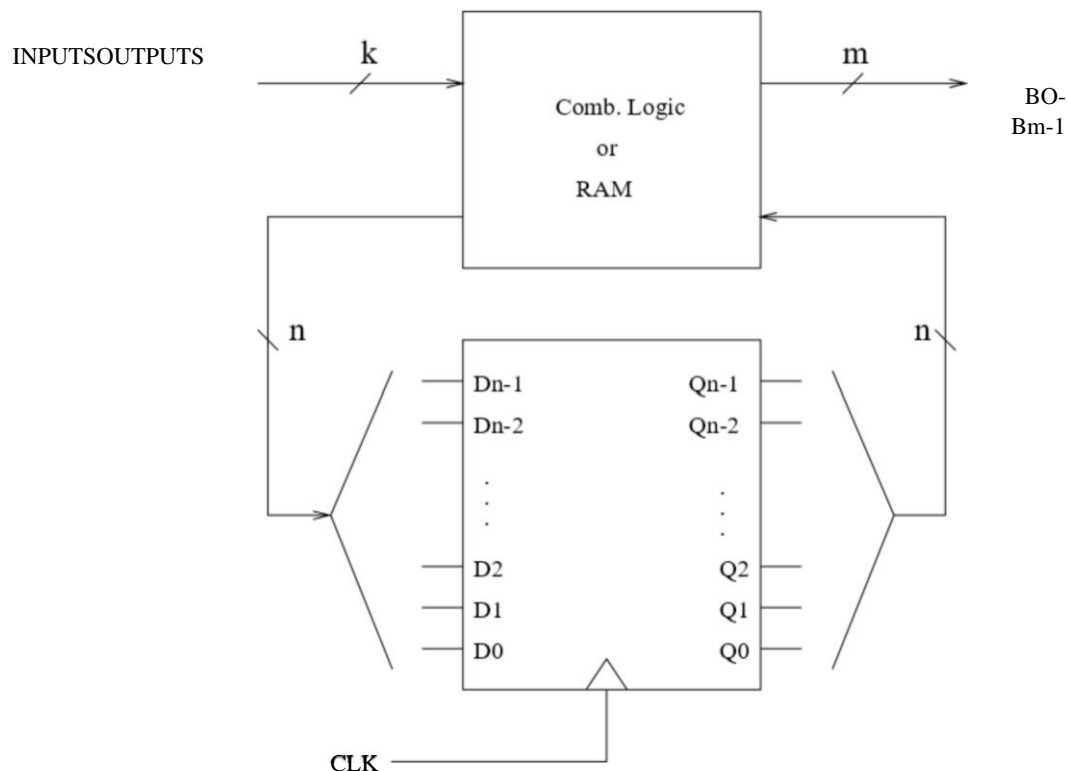 INPUTSOUTPUTS
k
m
BO-
Bm-1
Comb. Logic
or
RAM
n
n
Dn-1
Qn-1
Dn-2
Qn-2
D2
Q2
D1
Q1
D0
Q0
CLK